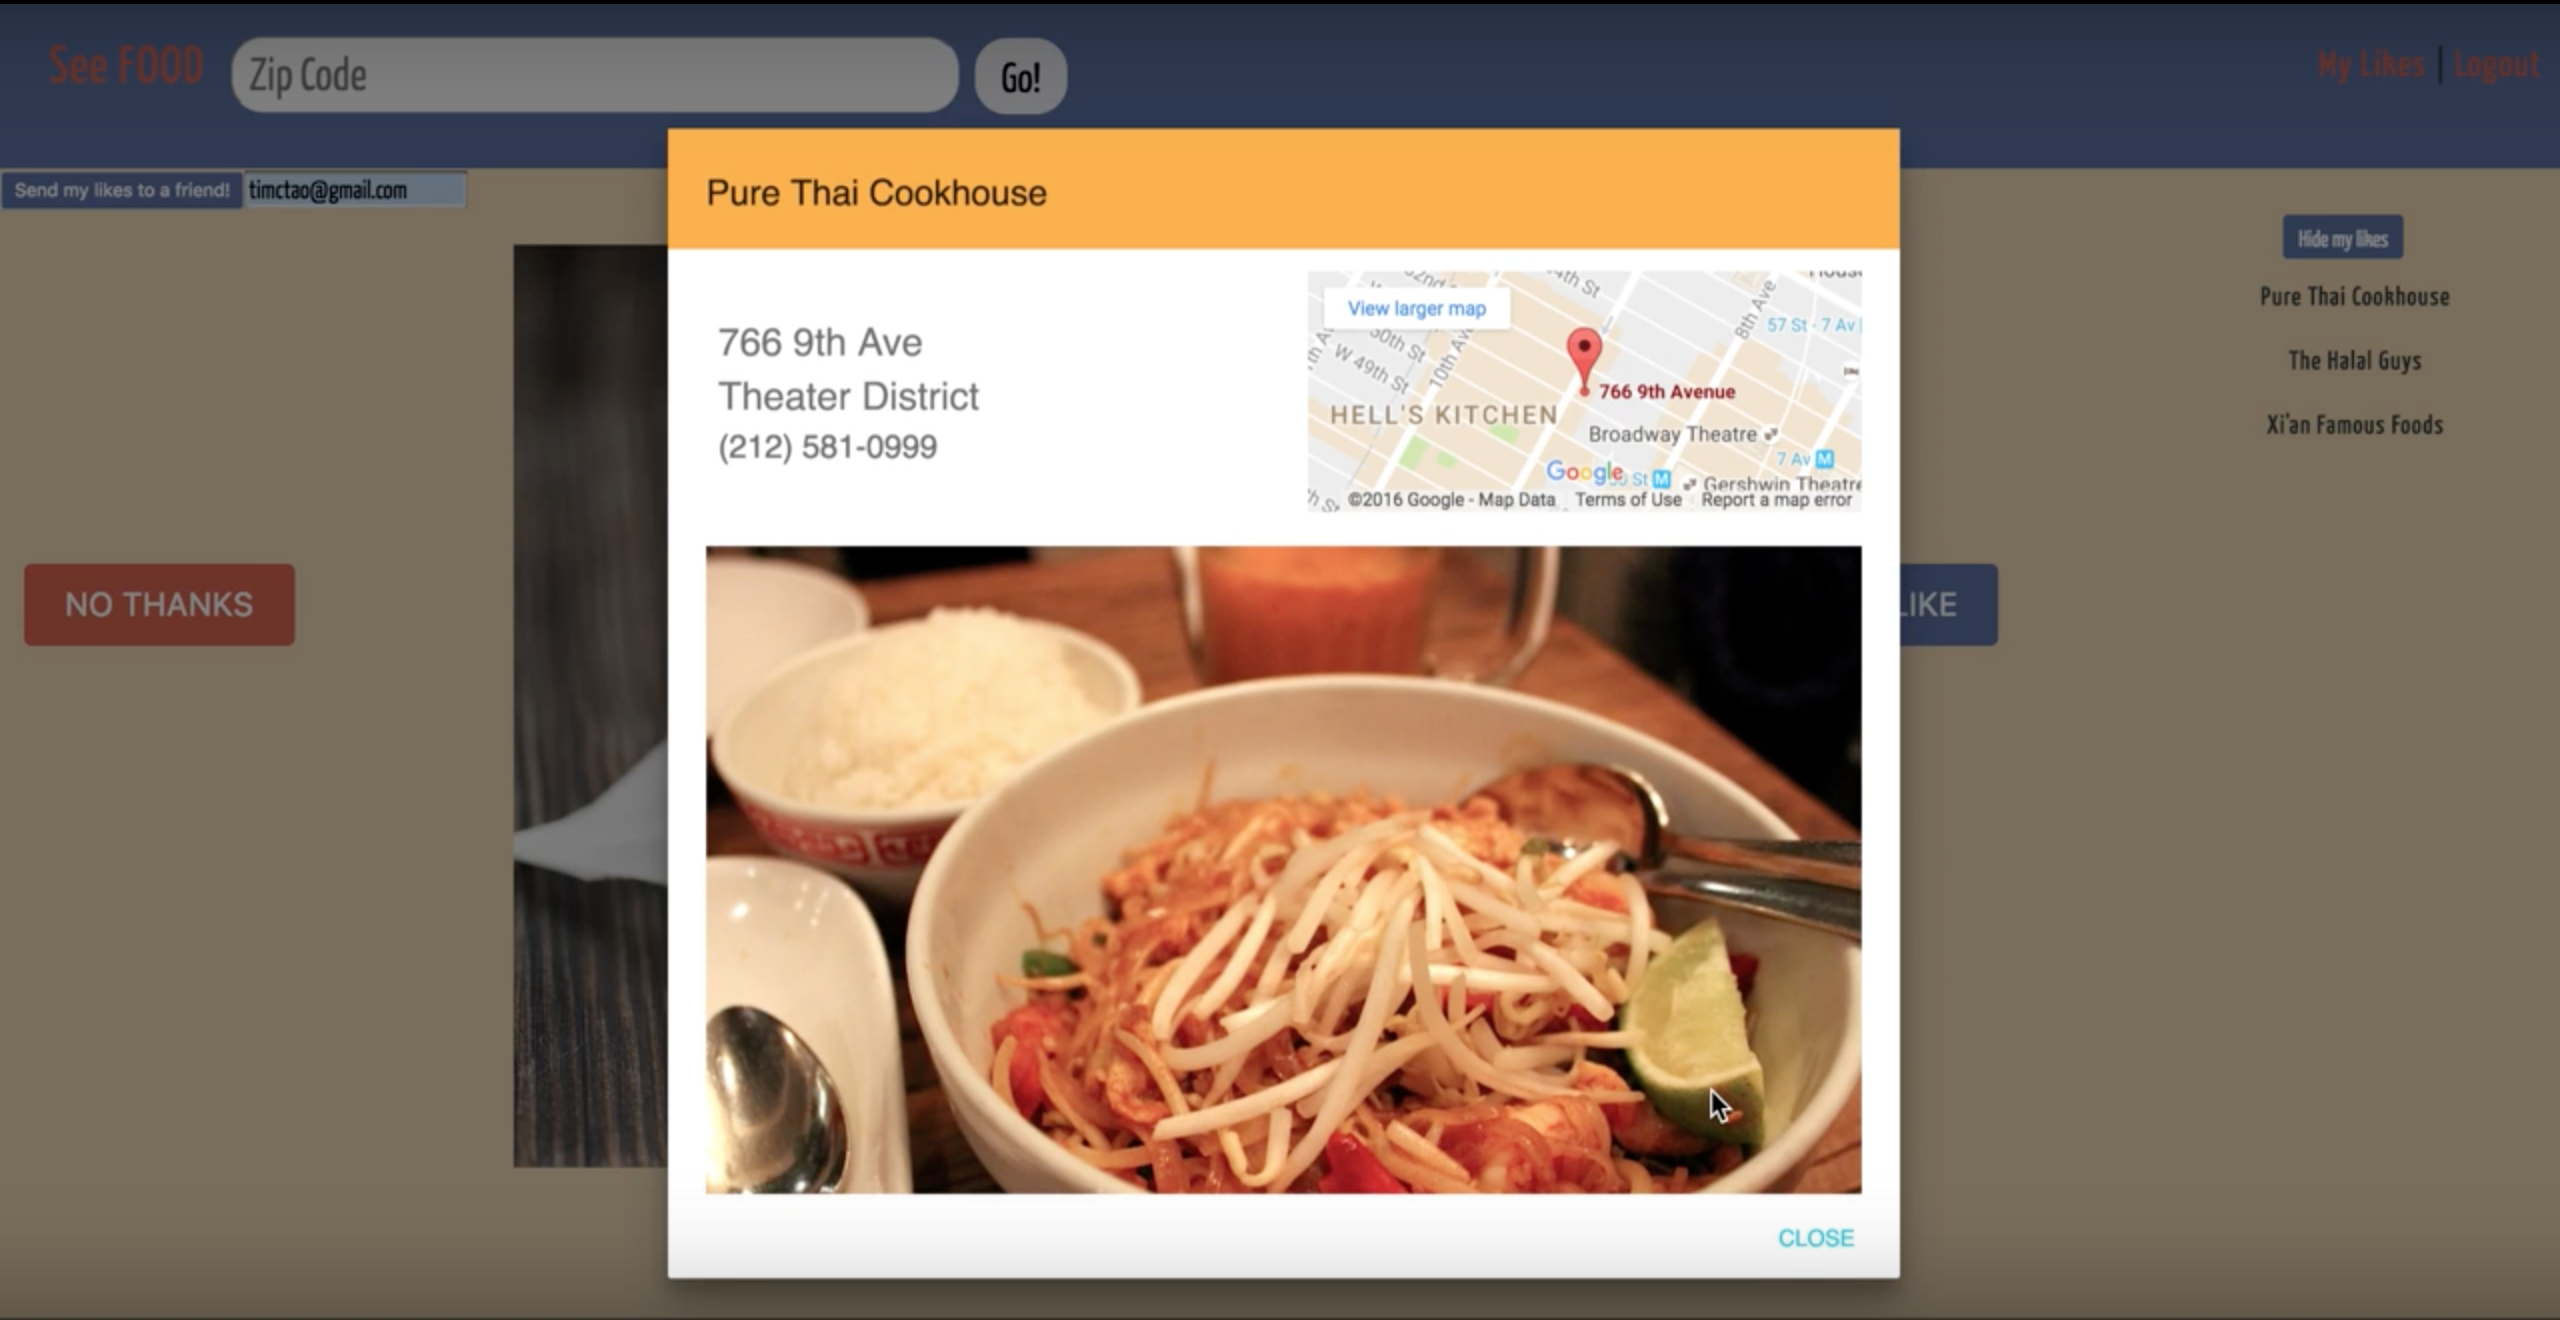 See FOOD
Zip Code
Go!
My Likes | Logout
Send my likes to a friend!
timctao@gmail.com
Pure Thai Cookhouse
766 9th Ave
Theater District
(212) 581-0999
View larger map
W 49th St
50th St
10th Av
8th Ave
57 St - 7 Av
766 9th Avenue
HELL'S KITCHEN
Broadway Theatre
7 Av M
Google
St M
Gershwin Theatre
©2016 Google - Map Data
Terms of Use
Report a map error
Hide my likes
Pure Thai Cookhouse
The Halal Guys
Xi'an Famous Foods
NO THANKS
LIKE
CLOSE